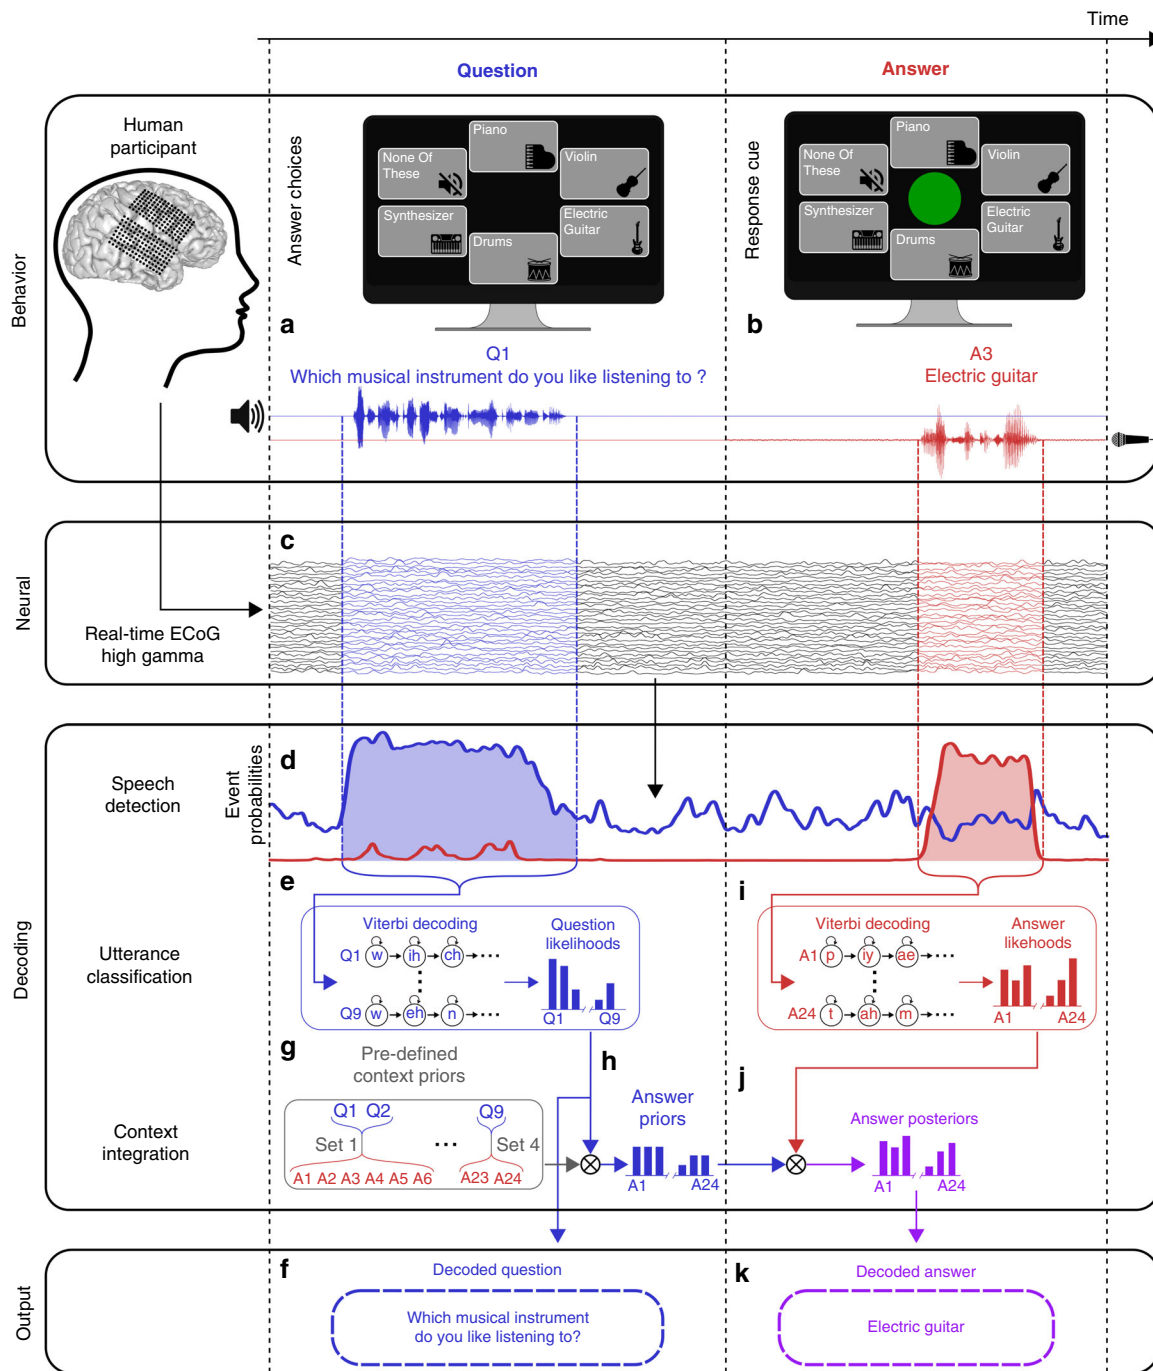 Time
Question
Answer
Behavior
Human
participant
Answer choices
Piano
None Of
These
Violin
Synthesizer
Electric
Guitar
Drums
Response cue
Piano
None Of
These
Violin
Synthesizer
Electric
Guitar
Drums
a
b
Q1
Which musical instrument do you like listening to ?
A3
Electric guitar
Neural
c
Real-time ECoG
high gamma
Decoding
Speech
detection
d
Event
probabilities
e
Viterbi decoding
Q1 w ih ch
Q9 w eh n
Question
likelihoods
Q1 Q9
i
Viterbi decoding
A1 p iy ae
A24 t ah m
Answer
likehoods
A1 A24
Utterance
classification
g
Pre-defined
context priors
Q1 Q2 Q9
Set 1 Set 4
A1 A2 A3 A4 A5 A6 A23 A24
h
Answer
priors
A1 A24
j
Answer posteriors
A1 A24
Context
integration
Output
f
Decoded question
Which musical instrument
do you like listening to?
k
Decoded answer
Electric guitar